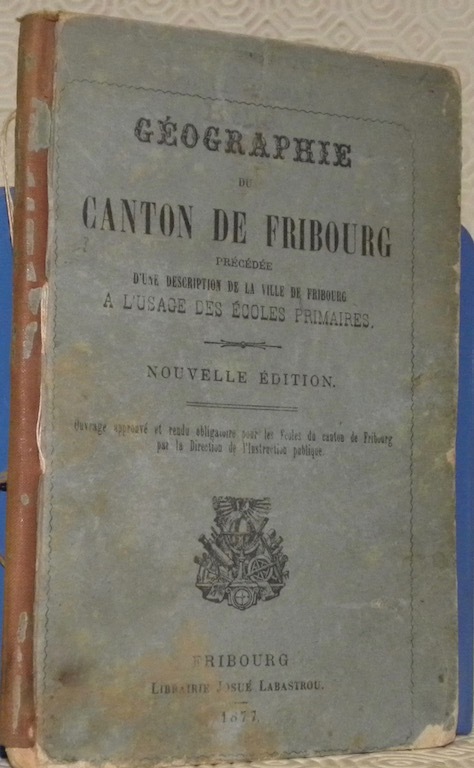 GÉOGRAPHIE
DU
CANTON DE FRIBOURG
PRÉCÉDÉE
D'UNE DESCRIPTION DE LA VILLE DE FRIBOURG
A L'USAGE DES ÉCOLES PRIMAIRES.
NOUVELLE ÉDITION.
Ouvrage approuvé et rendu obligatoire pour les Écoles du canton de Fribourg
par la Direction de l'Instruction publique.
FRIBOURG
LIBRAIRIE JOSUÉ LABASTROU.
1877